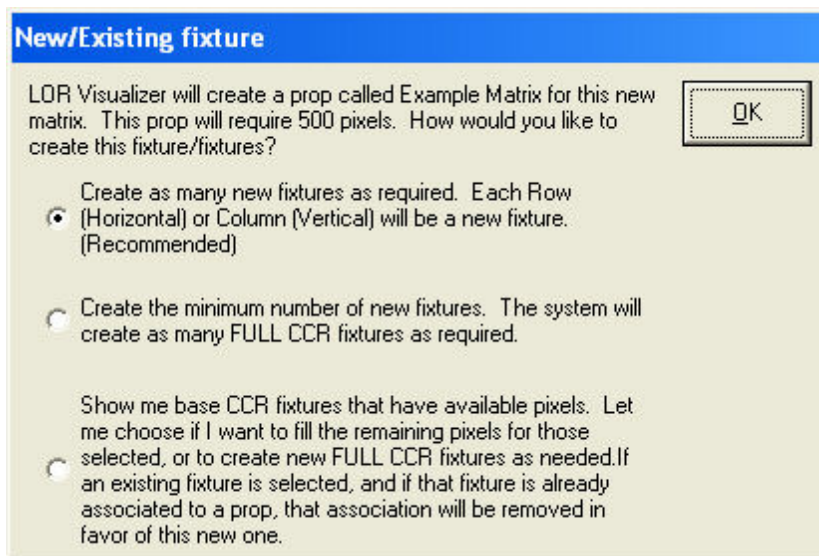 New/Existing fixture
LOR Visualizer will create a prop called Example Matrix for this new
matrix. This prop will require 500 pixels. How would you like to
create this fixture/fixtures?
OK
Create as many new fixtures as required. Each Row
(Horizontal) or Column (Vertical) will be a new fixture.
(Recommended)
Create the minimum number of new fixtures. The system will
create as many FULL CCR fixtures as required.
Show me base CCR fixtures that have available pixels. Let
me choose if I want to fill the remaining pixels for those
selected, or to create new FULL CCR fixtures as needed.If
an existing fixture is selected, and if that fixture is already
associated to a prop, that association will be removed in
favor of this new one.